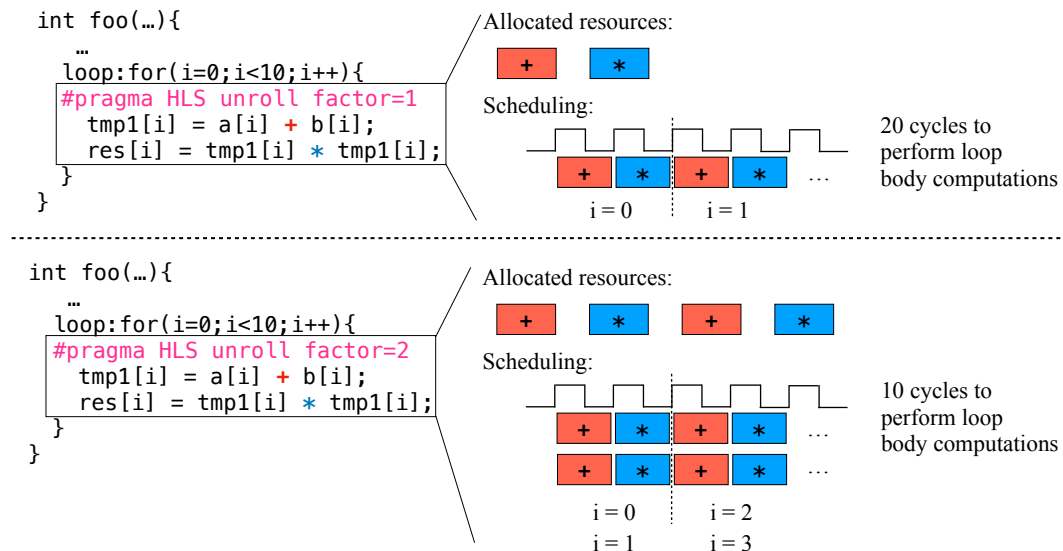 int foo(…){
…
loop:for(i=0;i<10;i++){
#pragma HLS unroll factor=1
tmp1[i] = a[i] + b[i];
res[i] = tmp1[i] * tmp1[i];
}
}
Allocated resources:
+ *
Scheduling:
+ * + * …
i = 0 i = 1
20 cycles to
perform loop
body computations
int foo(…){
…
loop:for(i=0;i<10;i++){
#pragma HLS unroll factor=2
tmp1[i] = a[i] + b[i];
res[i] = tmp1[i] * tmp1[i];
}
}
Allocated resources:
+ * + *
Scheduling:
+ * + * …
+ * + * …
i = 0 i = 2
i = 1 i = 3
10 cycles to
perform loop
body computations